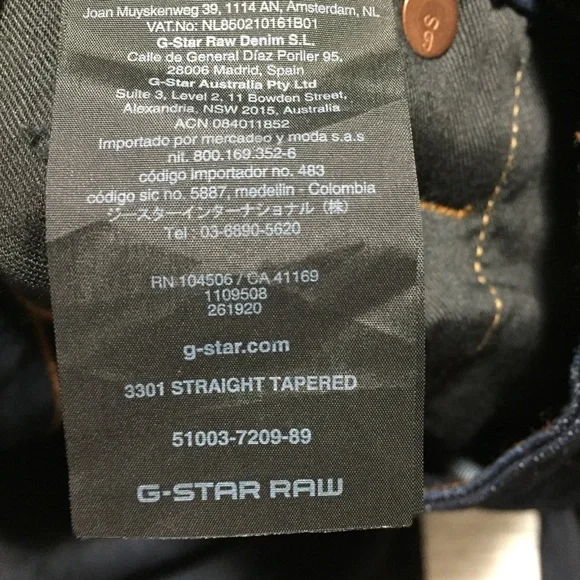 Joan Muyskenweg 39, 1114 AN, Amsterdam, NL
VAT.No: NL850210161B01
G-Star Raw Denim S.L.
Calle de General Díaz Porlier 95,
28006 Madrid, Spain
G-Star Australia Pty Ltd
Suite 3, Level 2, 11 Bowden Street,
Alexandria, NSW 2015, Australia
ACN 084011852
Importado por mercadeo y moda s.a.s
nit. 800.169.352-6
código importador no. 483
código sic no. 5887, medellin - Colombia
ジースターインターナショナル（株）
Tel : 03-6890-5620
RN 104506 / CA 41169
1109508
261920
g-star.com
3301 STRAIGHT TAPERED
51003-7209-89
G-STAR RAW